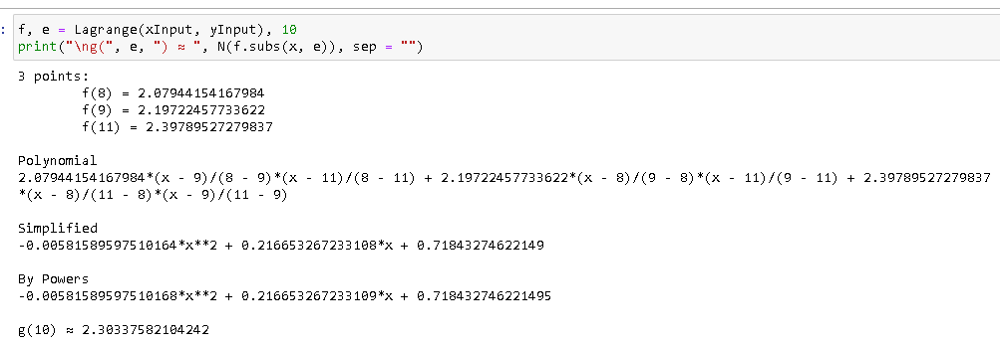 : f, e = Lagrange(xInput, yInput), 10
print("\ng(", e, ") ≈ ", N(f.subs(x, e)), sep = "")
3 points:
f(8) = 2.07944154167984
f(9) = 2.19722457733622
f(11) = 2.39789527279837
Polynomial
2.07944154167984*(x - 9)/(8 - 9)*(x - 11)/(8 - 11) + 2.19722457733622*(x - 8)/(9 - 8)*(x - 11)/(9 - 11) + 2.39789527279837
*(x - 8)/(11 - 8)*(x - 9)/(11 - 9)
Simplified
-0.00581589597510164*x**2 + 0.216653267233108*x + 0.71843274622149
By Powers
-0.00581589597510168*x**2 + 0.216653267233109*x + 0.718432746221495
g(10) ≈ 2.30337582104242